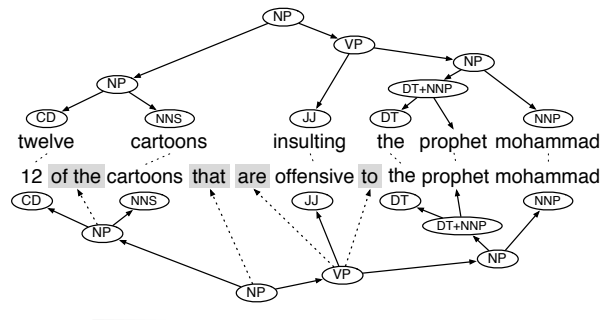 NP
VP
NP
NP
DT+NNP
CD NNS JJ DT NNP
twelve cartoons insulting the prophet mohammad
12 of the cartoons that are offensive to the prophet mohammad
CD NNS JJ DT NNP
NP DT+NNP
NP
VP
NP